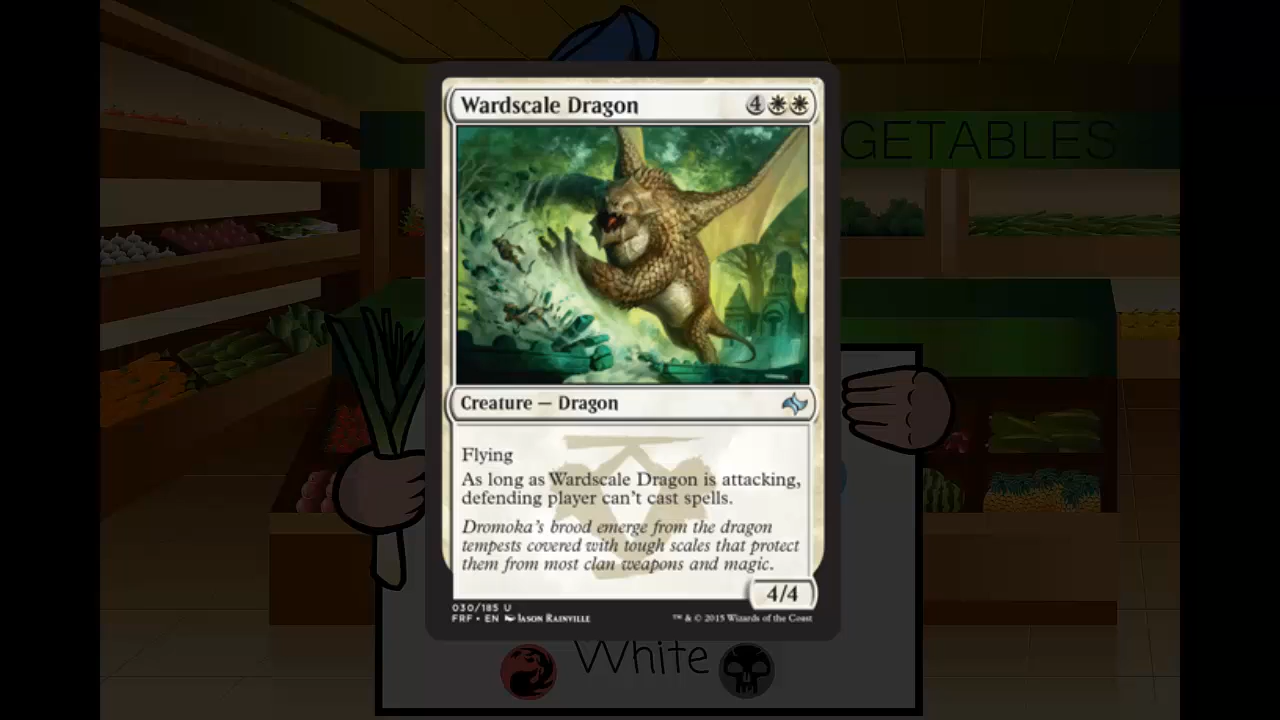 Wardscale Dragon 4
GETABLES
Creature — Dragon
Flying
As long as Wardscale Dragon is attacking,
defending player can't cast spells.
Dromoka's brood emerge from the dragon
tempests covered with tough scales that protect
them from most clan weapons and magic.
4/4
030/185 U
FRF • EN Jason Rainville
™ & © 2015 Wizards of the Coast
White